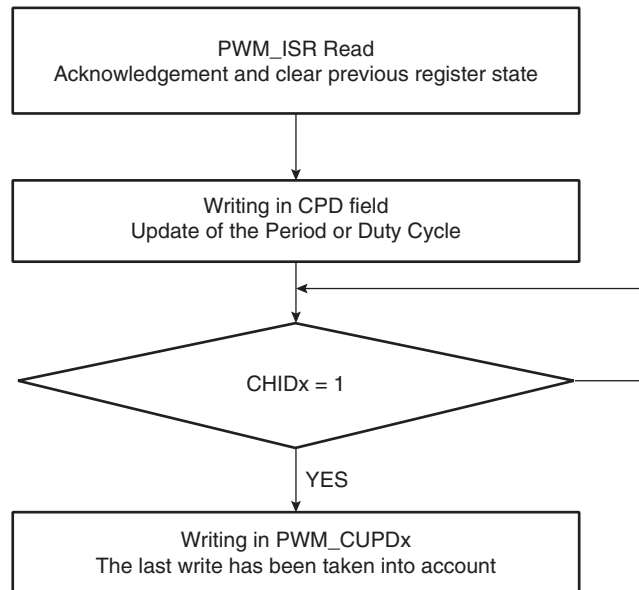 PWM_ISR Read
Acknowledgement and clear previous register state
Writing in CPD field
Update of the Period or Duty Cycle
CHIDx = 1
YES
Writing in PWM_CUPDx
The last write has been taken into account